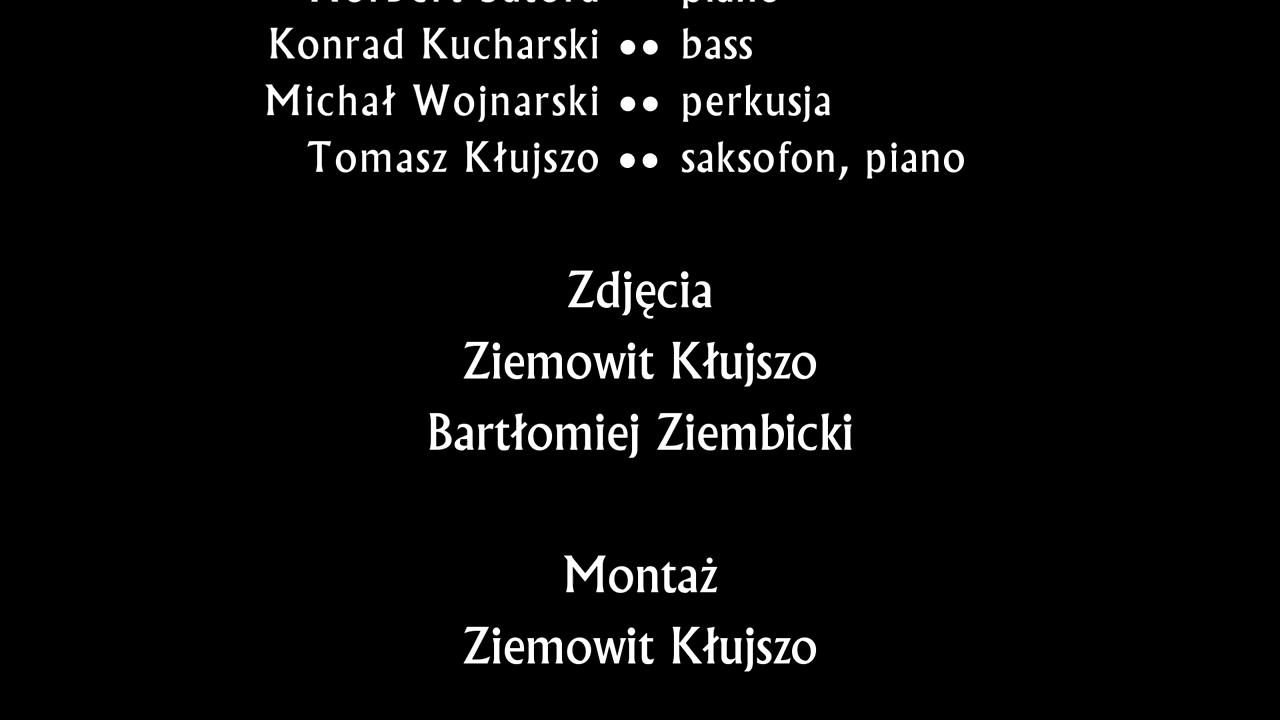 Konrad Kucharski •• bass
Michał Wojnarski •• perkusja
Tomasz Kłujszo •• saksofon, piano
Zdjęcia
Ziemowit Kłujszo
Bartłomiej Ziembicki
Montaż
Ziemowit Kłujszo